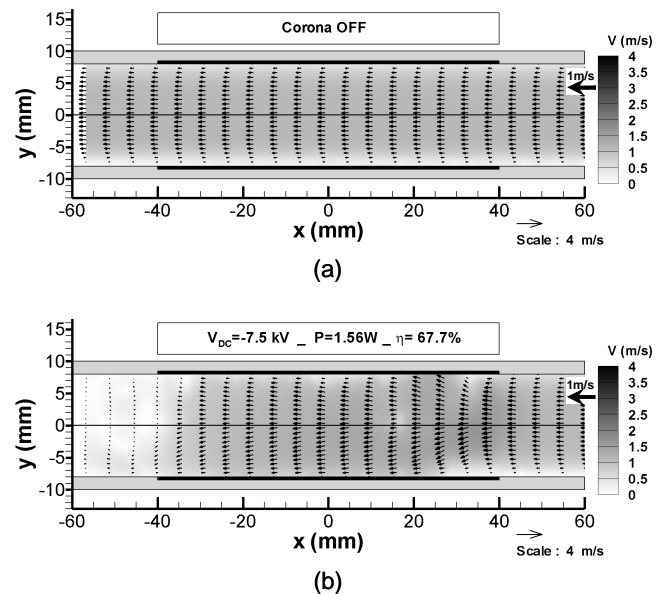 Corona OFF
15
10
5
0
-5
-10
y (mm)
-60 -40 -20 0 20 40 60
x (mm)
1m/s
V (m/s)
4
3.5
3
2.5
2
1.5
1
0.5
0
Scale : 4 m/s
(a)
V_DC=-7.5 kV _ P=1.56W _ η= 67.7%
15
10
5
0
-5
-10
y (mm)
-60 -40 -20 0 20 40 60
x (mm)
1m/s
V (m/s)
4
3.5
3
2.5
2
1.5
1
0.5
0
Scale : 4 m/s
(b)